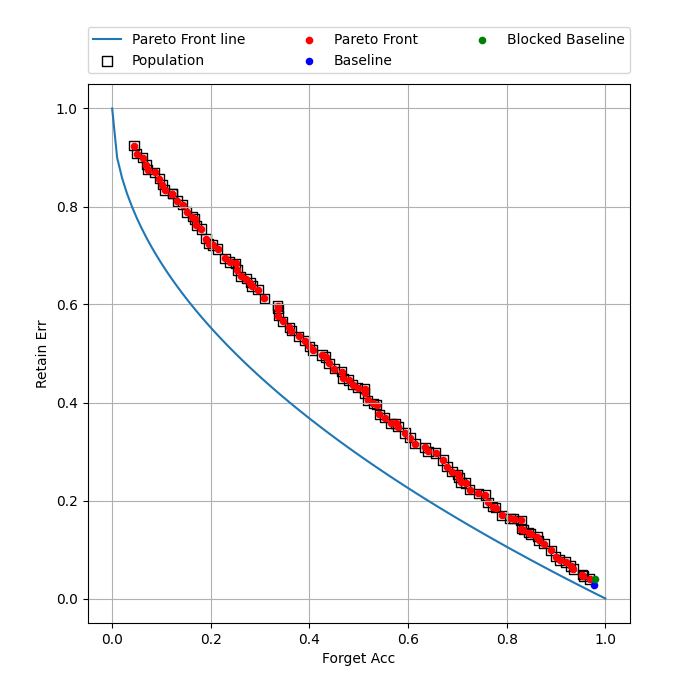 Pareto Front line Pareto Front Blocked Baseline
Population Baseline
1.0
0.8
0.6
0.4
0.2
0.0
Retain Err
0.0 0.2 0.4 0.6 0.8 1.0
Forget Acc